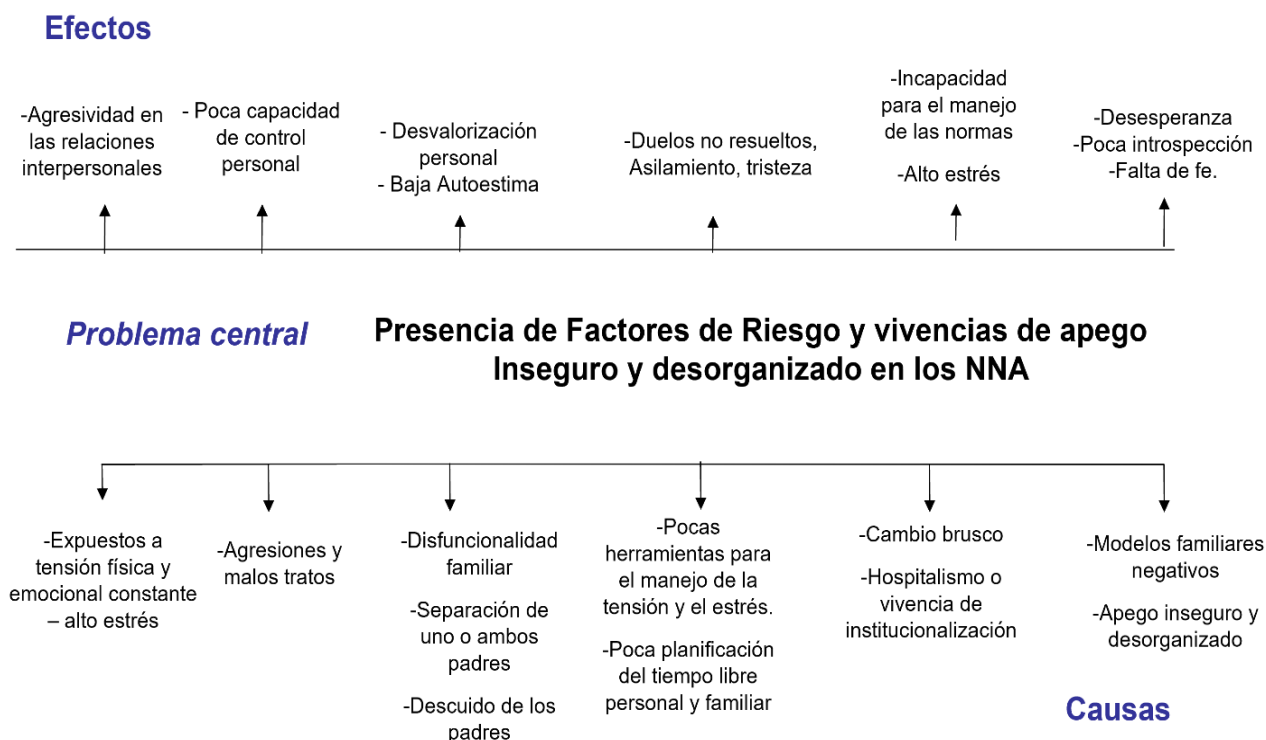 Efectos
-Agresividad en
las relaciones
interpersonales
- Poca capacidad
de control
personal
- Desvalorización
personal
- Baja Autoestima
-Duelos no resueltos,
Asilamiento, tristeza
-Incapacidad
para el manejo
de las normas
-Alto estrés
-Desesperanza
-Poca introspección
-Falta de fe.
Problema central
Presencia de Factores de Riesgo y vivencias de apego
Inseguro y desorganizado en los NNA
-Expuestos a
tensión física y
emocional constante
– alto estrés
-Agresiones y
malos tratos
-Disfuncionalidad
familiar
-Separación de
uno o ambos
padres
-Descuido de los
padres
-Pocas
herramientas para
el manejo de la
tensión y el estrés.
-Poca planificación
del tiempo libre
personal y familiar
-Cambio brusco
-Hospitalismo o
vivencia de
institucionalización
-Modelos familiares
negativos
-Apego inseguro y
desorganizado
Causas